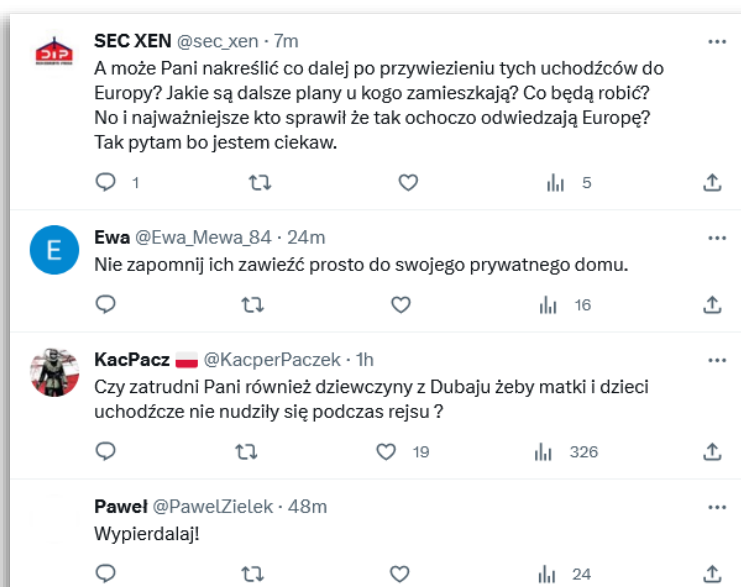 SEC XEN @sec_xen · 7m
A może Pani nakreślić co dalej po przywiezieniu tych uchodźców do
Europy? Jakie są dalsze plany u kogo zamieszkają? Co będą robić?
No i najważniejsze kto sprawił że tak ochoczo odwiedzają Europę?
Tak pytam bo jestem ciekaw.
1 5
E
Ewa @Ewa_Mewa_84 · 24m
Nie zapomnij ich zawieźć prosto do swojego prywatnego domu.
16
KacPacz 🇵🇱 @KacperPaczek · 1h
Czy zatrudni Pani również dziewczyny z Dubaju żeby matki i dzieci
uchodźcze nie nudziły się podczas rejsu ?
19 326
Paweł @PawelZielek · 48m
Wypierdalaj!
24